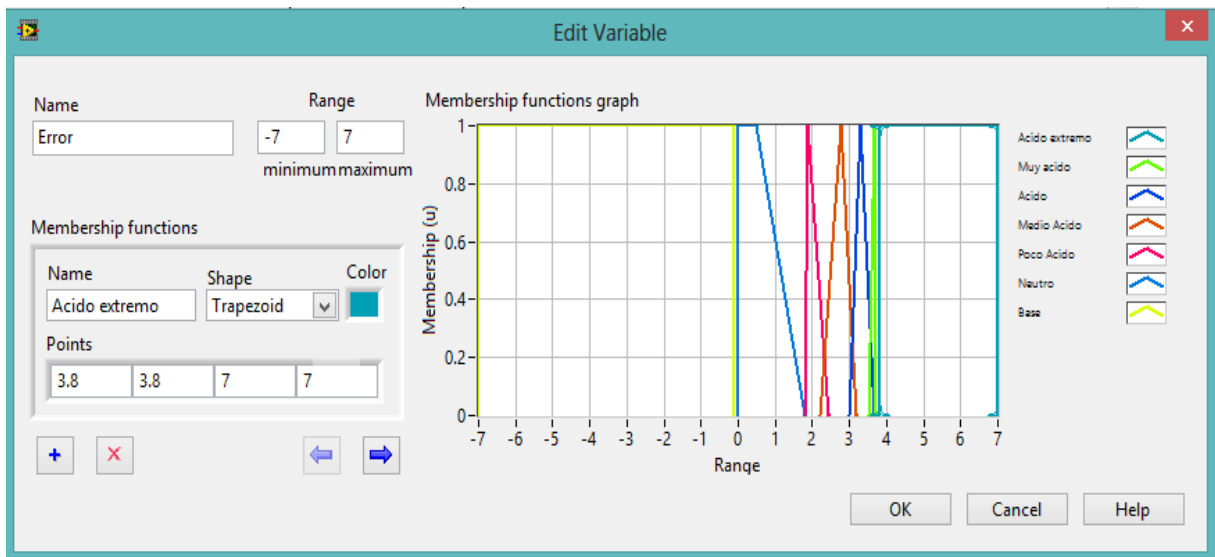 Edit Variable
Name
Error
Range
-7 7
minimum maximum
Membership functions
Name Shape Color
Acido extremo Trapezoid
Points
3.8 3.8 7 7
Membership functions graph
Membership (u)
1
0.8
0.6
0.4
0.2
0
-7 -6 -5 -4 -3 -2 -1 0 1 2 3 4 5 6 7
Range
Acido extremo
Muy acido
Acido
Medio Acido
Poco Acido
Neutro
Base
OK Cancel Help